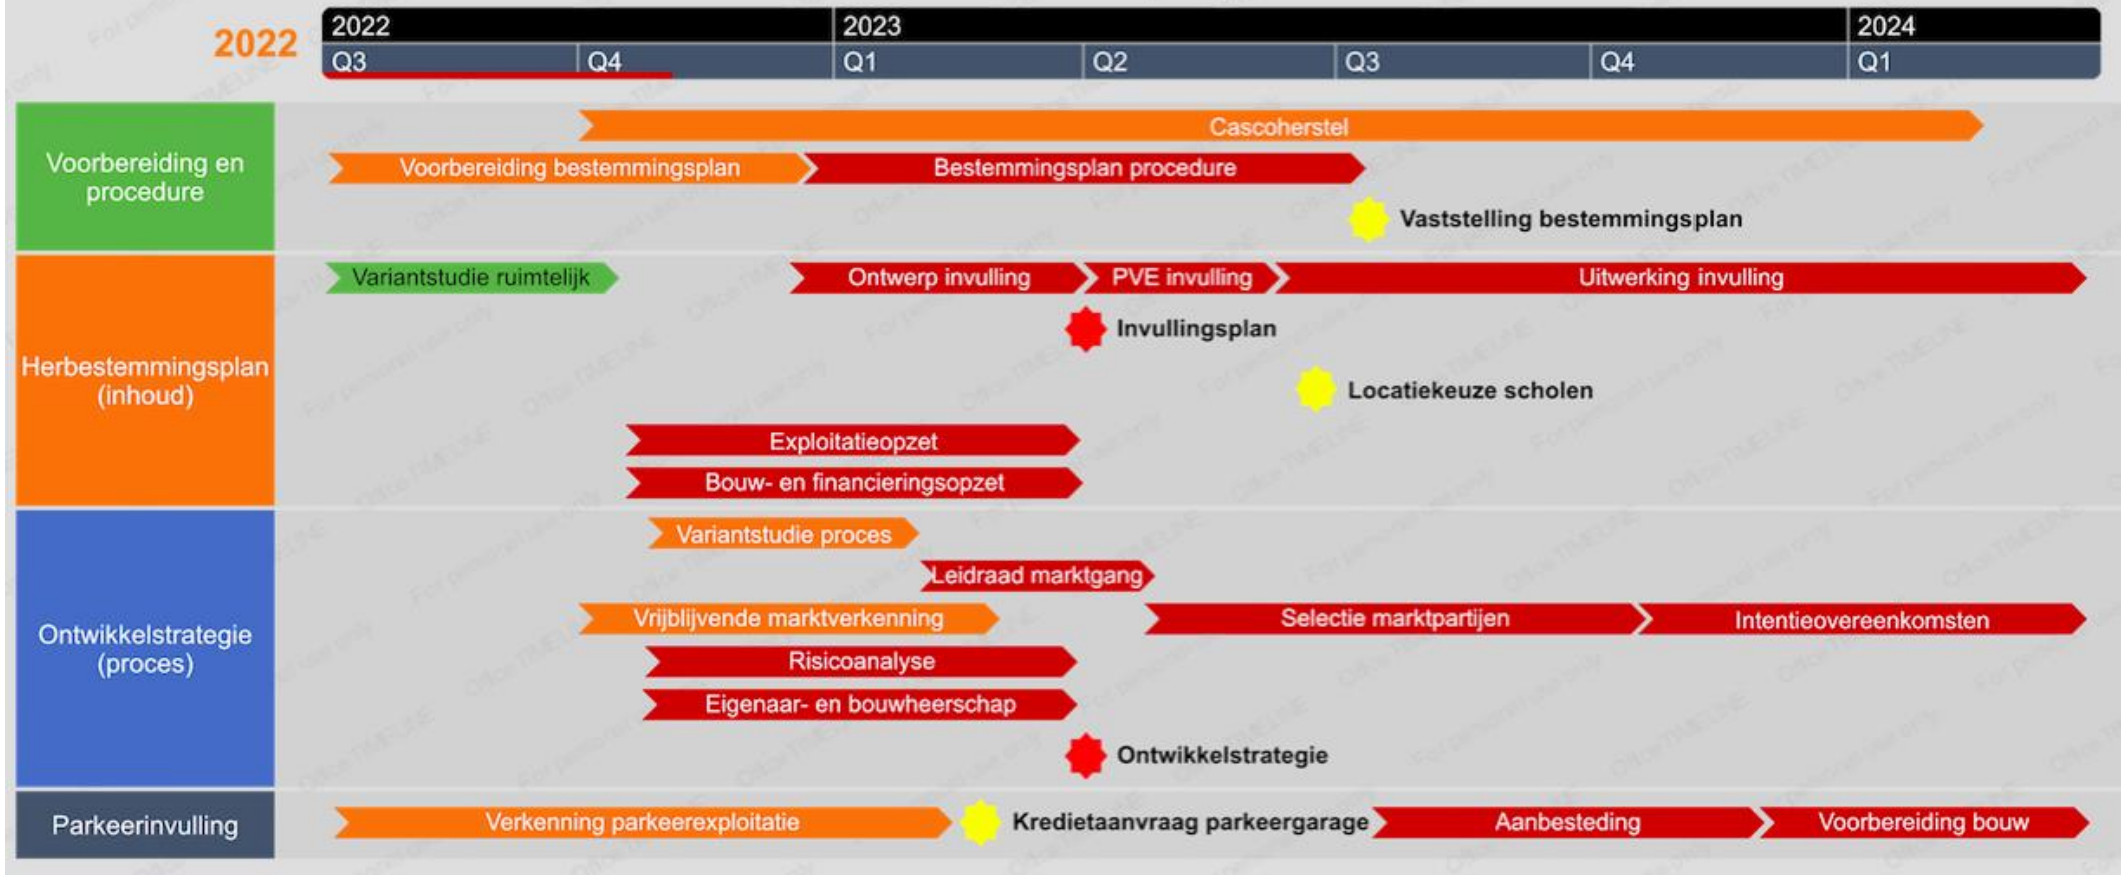 2022
2022
2023
2024
Q3
Q4
Q1
Q2
Q3
Q4
Q1
Voorbereiding en
procedure
Cascoherstel
Voorbereiding bestemmingsplan
Bestemmingsplan procedure
Vaststelling bestemmingsplan
Herbestemmingsplan
(inhoud)
Variantstudie ruimtelijk
Ontwerp invulling
PVE invulling
Uitwerking invulling
Invullingsplan
Locatiekeuze scholen
Exploitatieopzet
Bouw- en financieringsopzet
Ontwikkelstrategie
(proces)
Variantstudie proces
Leidraad marktgang
Vrijblijvende marktverkenning
Selectie marktpartijen
Intentieovereenkomsten
Risicoanalyse
Eigenaar- en bouwheerschap
Ontwikkelstrategie
Parkeerinvulling
Verkenning parkeerexploitatie
Kredietaanvraag parkeergarage
Aanbesteding
Voorbereiding bouw